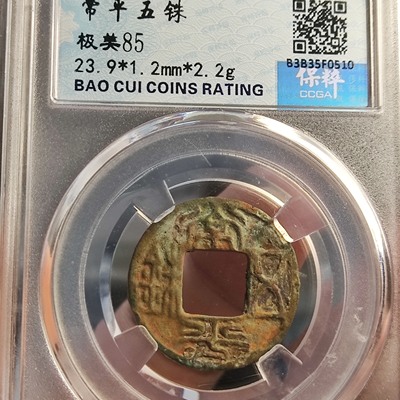 常平五铢
极美85
23.9*1.2mm*2.2g
BAO CUI COINS RATING
B3B35F0510
保粹
CCGA
常平五銖